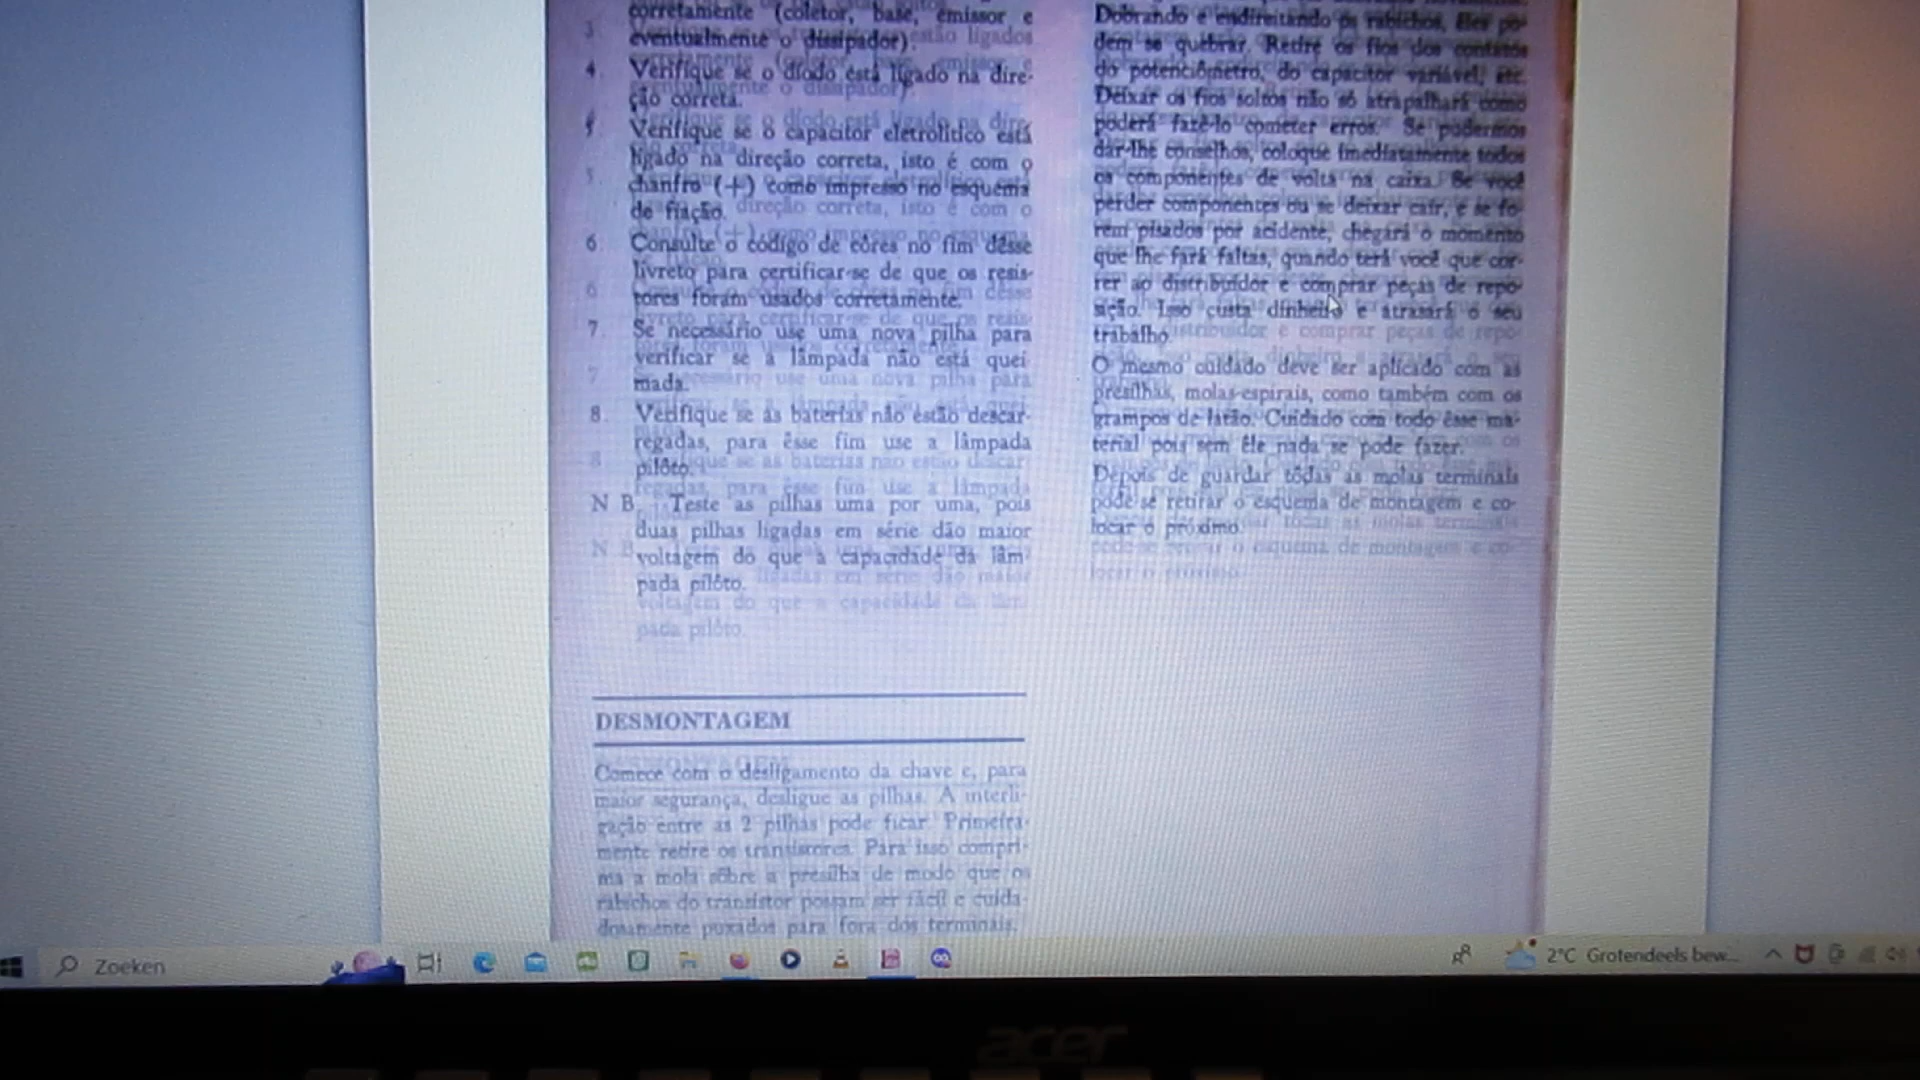 corretamente (coletor, base, emissor e
eventualmente o dissipador).
4. Verifique se o díodo está ligado na dire-
ção correta.
5. Verifique se o capacitor eletrolítico está
ligado na direção correta, isto é com o
chanfro (+) como impresso no esquema
de fiação.
6. Consulte o código de côres no fim dêsse
livreto para certificar-se de que os resis-
tores foram usados corretamente.
7. Se necessário use uma nova pilha para
verificar se a lâmpada não está quei
mada.
8. Verifique se as baterias não estão descar-
regadas, para êsse fim use a lâmpada
pilôto.
N B. Teste as pilhas uma por uma, pois
duas pilhas ligadas em série dão maior
voltagem do que a capacidade da lâm
pada pilôto.
DESMONTAGEM
Comece com o desligamento da chave e, para
maior segurança, desligue as pilhas. A interli-
gação entre as 2 pilhas pode ficar. Primeira-
mente retire os transistores. Para isso compri-
ma a mola sôbre a presilha de modo que os
rabichos do transistor possam ser fácil e cuida-
dosamente puxados para fora dos terminais.
Dobrando e endireitando os rabichos, êles po-
dem se quebrar. Retire os fios dos contatos
do potenciômetro, do capacitor variável, etc.
Deixar os fios soltos não só atrapalhará como
poderá fazê-lo cometer erros. Se pudermos
dar-lhe conselhos, coloque imediatamente todos
os componentes de volta na caixa. Se você
perder componentes ou se deixar cair, e se fo-
rem pisados por acidente, chegará o momento
que lhe fará faltas, quando terá você que cor-
rer ao distribuidor e comprar peças de repo-
sição. Isso custa dinheiro e atrasará o seu
trabalho.
O mesmo cuidado deve ser aplicado com as
presilhas, molas-espirais, como também com os
grampos de latão. Cuidado com todo êsse ma-
terial pois sem êle nada se pode fazer.
Depois de guardar tôdas as molas terminais
pode-se retirar o esquema de montagem e co-
locar o próximo.
Zoeken
2°C Grotendeels bew...
acer